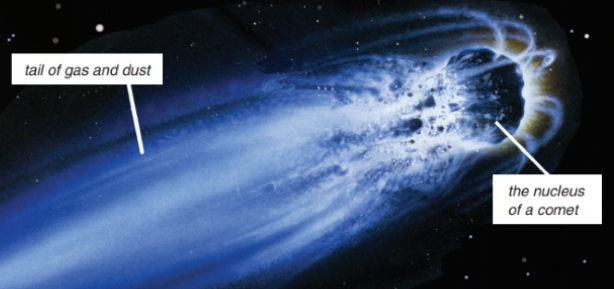 tail of gas and dust
the nucleus
of a comet